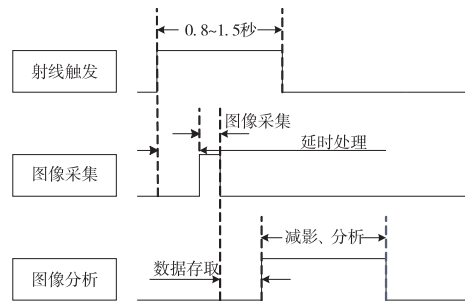 0.8~1.5秒
射线触发
图像采集
延时处理
图像采集
减影、分析
数据存取
图像分析